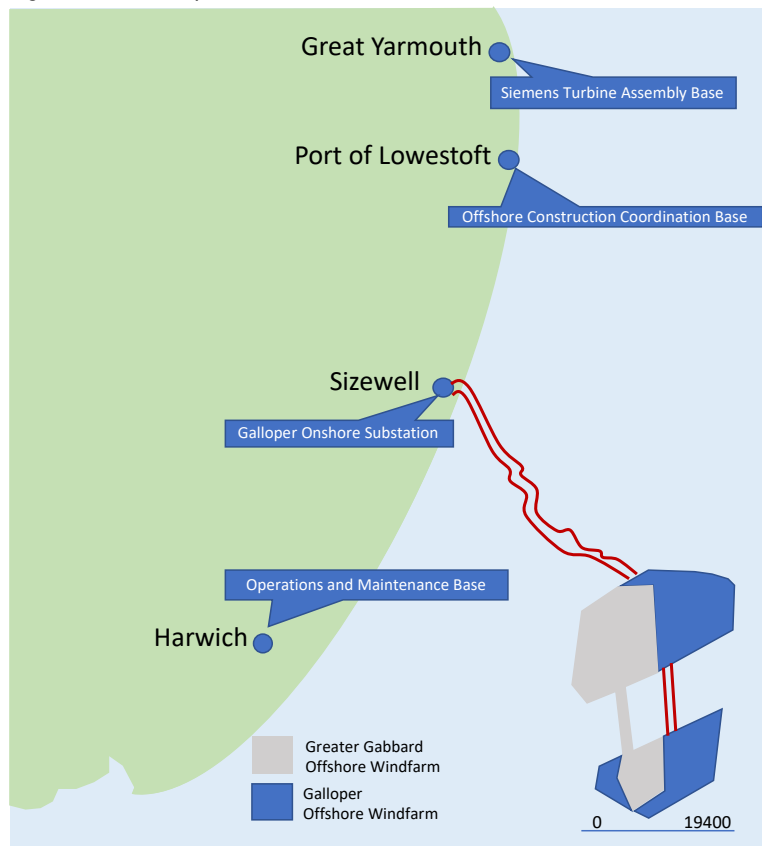 Great Yarmouth
Siemens Turbine Assembly Base
Port of Lowestoft
Offshore Construction Coordination Base
Sizewell
Galloper Onshore Substation
Operations and Maintenance Base
Harwich
Greater Gabbard
Offshore Windfarm
Galloper
Offshore Windfarm
0 19400